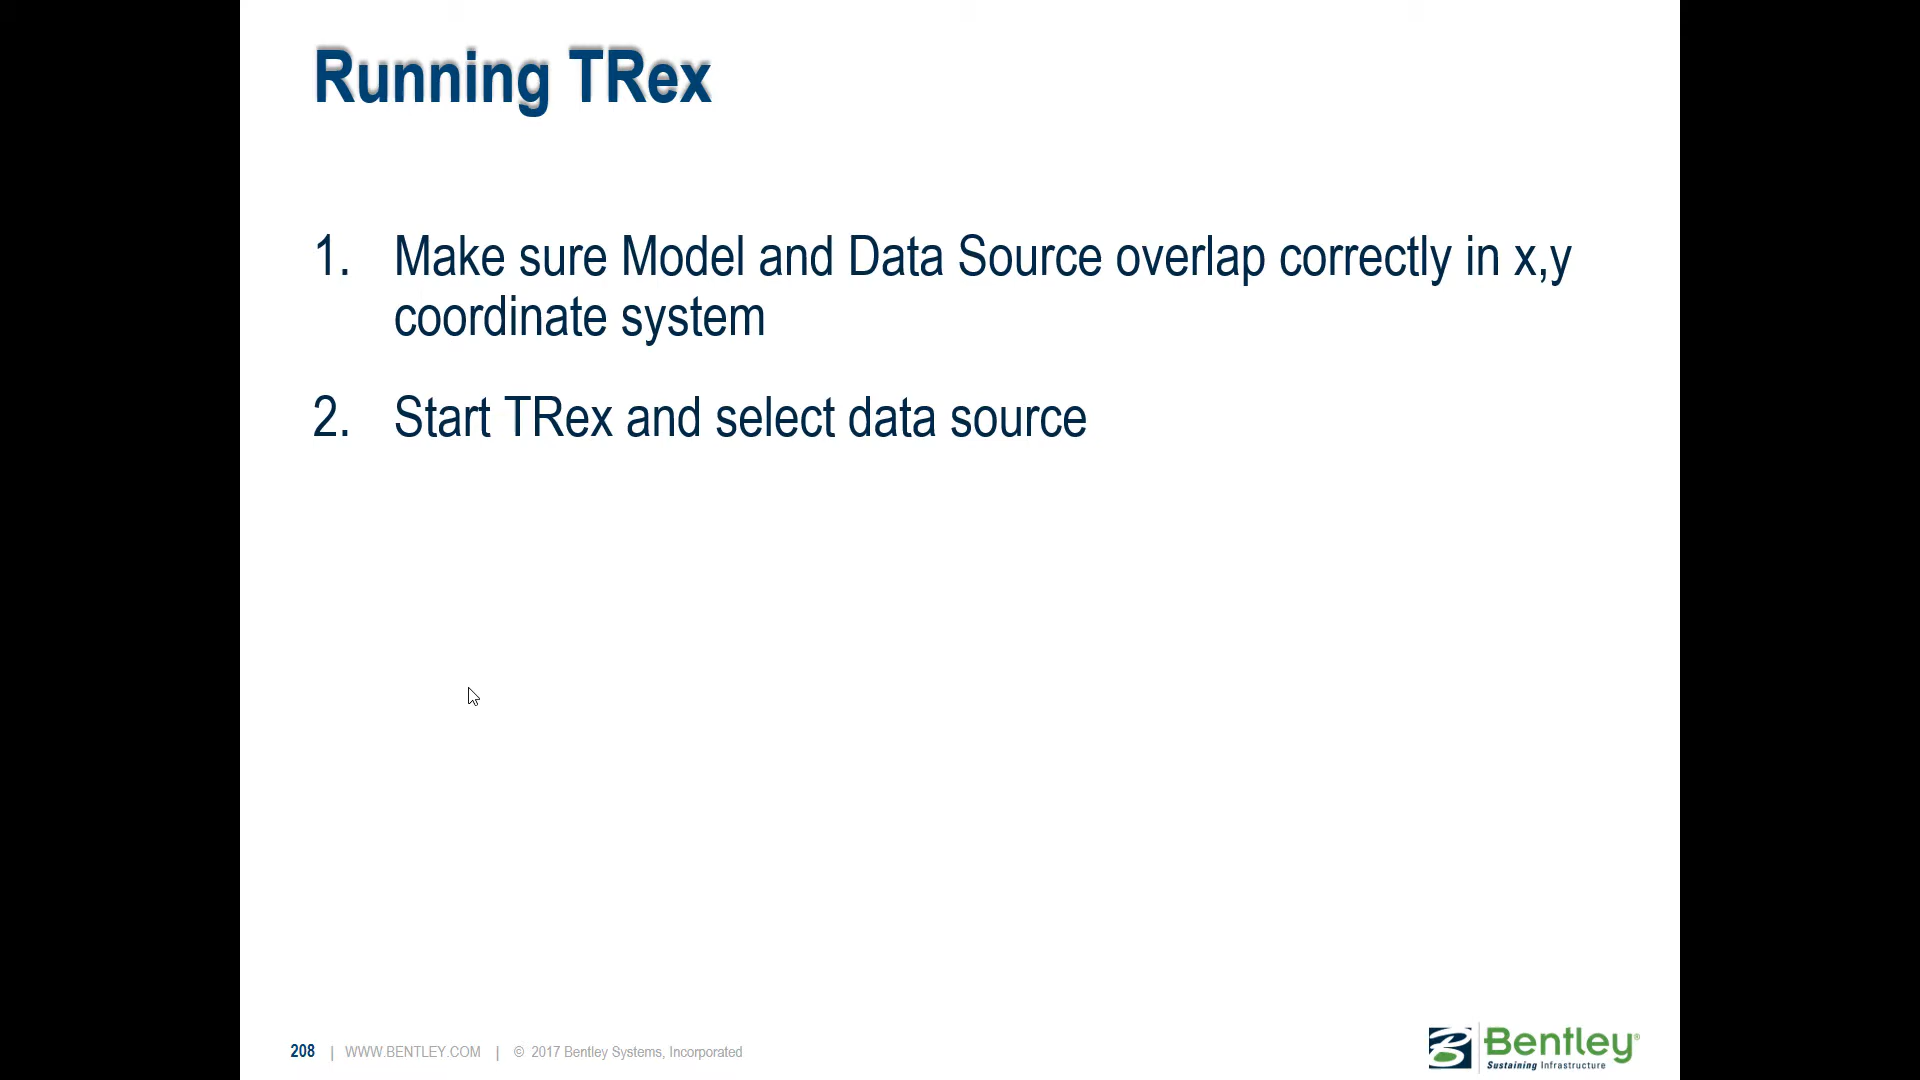 Running TRex
1. Make sure Model and Data Source overlap correctly in x,y
coordinate system
2. Start TRex and select data source
208 | WWW.BENTLEY.COM | © 2017 Bentley Systems, Incorporated
Bentley®
Sustaining Infrastructure